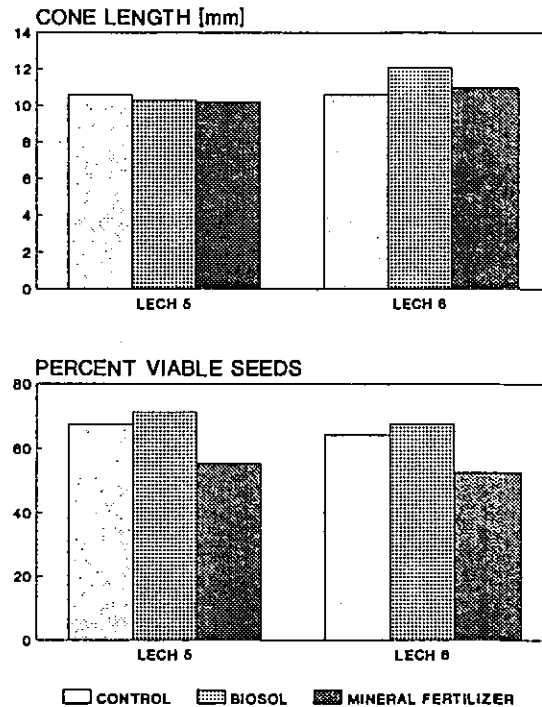 CONE LENGTH [mm]
14
12
10
8
6
4
2
0
LECH 5 LECH 6
PERCENT VIABLE SEEDS
80
60
40
20
0
LECH 5 LECH 6
CONTROL BIOSOL MINERAL FERTILIZER